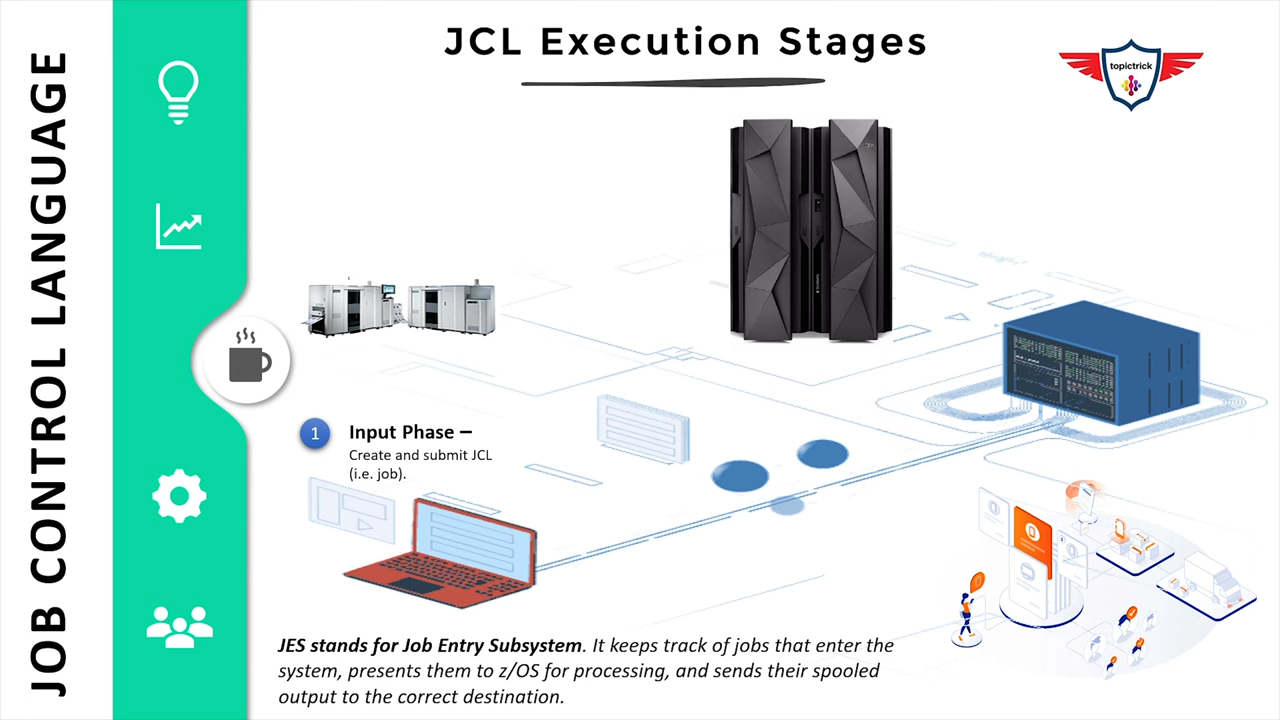 JOB CONTROL LANGUAGE
JCL Execution Stages
topictrick
1
Input Phase –
Create and submit JCL
(i.e. job).
JES stands for Job Entry Subsystem. It keeps track of jobs that enter the
system, presents them to z/OS for processing, and sends their spooled
output to the correct destination.